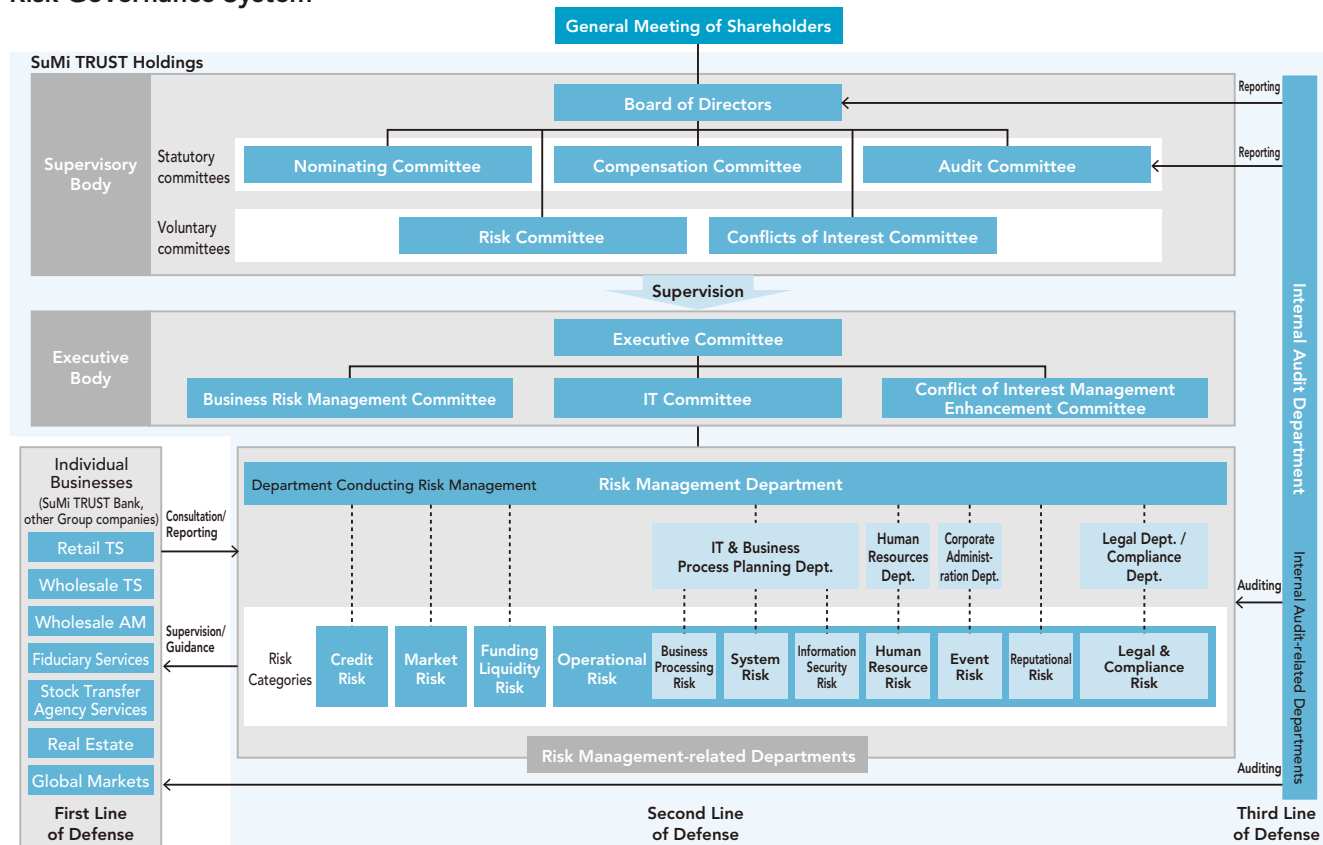 Risk Governance System
General Meeting of Shareholders
SuMi TRUST Holdings
Supervisory
Body
Board of Directors
Reporting
Statutory
committees
Nominating Committee
Compensation Committee
Audit Committee
Reporting
Voluntary
committees
Risk Committee
Conflicts of Interest Committee
Supervision
Executive
Body
Executive Committee
Business Risk Management Committee
IT Committee
Conflict of Interest Management
Enhancement Committee
Internal Audit Department
Internal Audit-related Departments
Individual
Businesses
(SuMi TRUST Bank,
other Group companies)
Retail TS
Wholesale TS
Wholesale AM
Fiduciary Services
Stock Transfer
Agency Services
Real Estate
Global Markets
First Line
of Defense
Consultation/
Reporting
Supervision/
Guidance
Department Conducting Risk Management
Risk Management Department
IT & Business
Process Planning Dept.
Human
Resources
Dept.
Corporate
Administ-
ration Dept.
Legal Dept. /
Compliance
Dept.
Auditing
Risk
Categories
Credit
Risk
Market
Risk
Funding
Liquidity
Risk
Operational
Risk
Business
Processing
Risk
System
Risk
Information
Security
Risk
Human
Resource
Risk
Event
Risk
Reputational
Risk
Legal &
Compliance
Risk
Risk Management-related Departments
Auditing
Second Line
of Defense
Third Line
of Defense